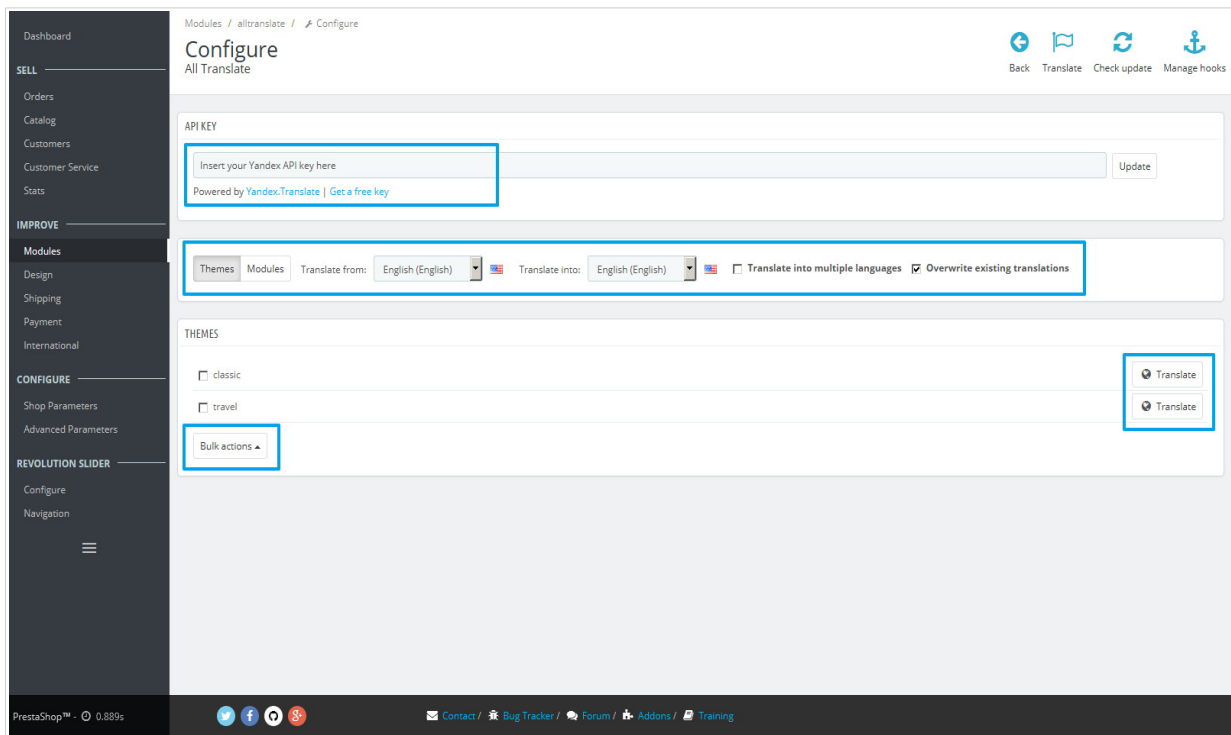 Dashboard
SELL
Orders
Catalog
Customers
Customer Service
Stats
IMPROVE
Modules
Design
Shipping
Payment
International
CONFIGURE
Shop Parameters
Advanced Parameters
REVOLUTION SLIDER
Configure
Navigation
PrestaShop™ - 0.889s
Modules / alltranslate / Configure
Configure
All Translate
Back Translate Check update Manage hooks
API KEY
Insert your Yandex API key here Update
Powered by Yandex.Translate | Get a free key
Themes Modules Translate from: English (English) Translate into: English (English) Translate into multiple languages Overwrite existing translations
THEMES
classic Translate
travel Translate
Bulk actions
Contact / Bug Tracker / Forum / Addons / Training